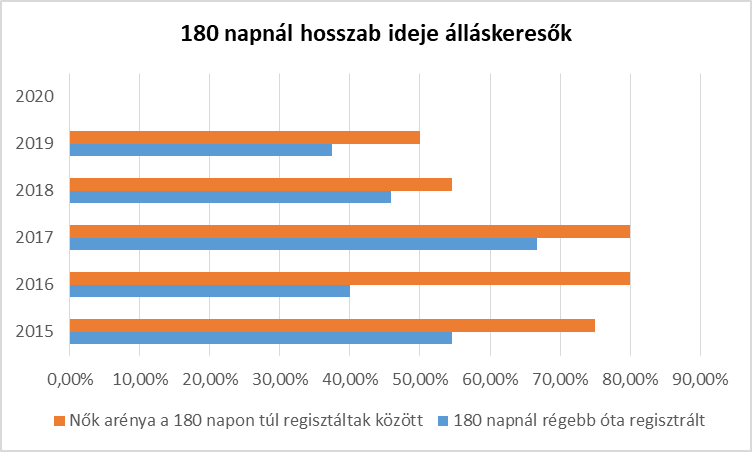 180 napnál hosszab ideje álláskeresők
2020
2019
2018
2017
2016
2015
0,00% 10,00% 20,00% 30,00% 40,00% 50,00% 60,00% 70,00% 80,00% 90,00%
Nők arénya a 180 napon túl regisztáltak között 180 napnál régebb óta regisztrált